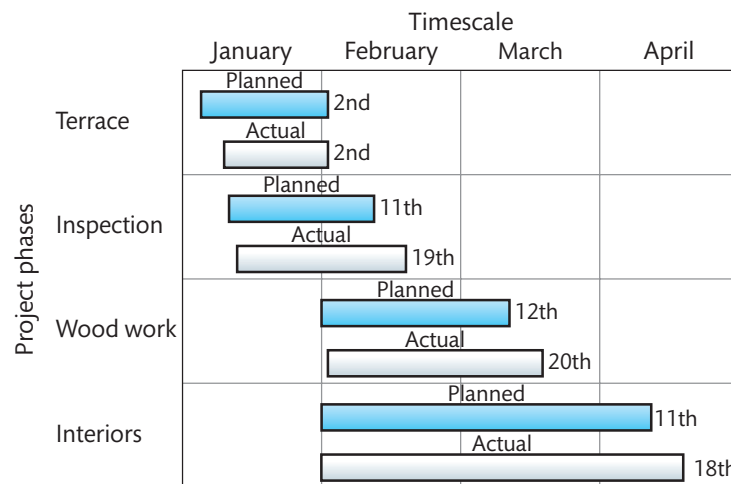 Timescale
January February March April
Project phases
Terrace
Planned
2nd
Actual
2nd
Inspection
Planned
11th
Actual
19th
Wood work
Planned
12th
Actual
20th
Interiors
Planned
11th
Actual
18th